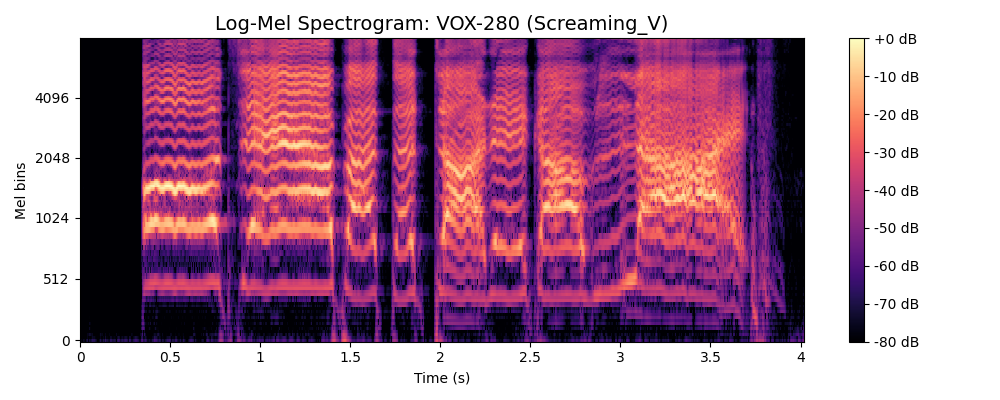 Log-Mel Spectrogram: VOX-280 (Screaming_V)
Mel bins
4096
2048
1024
512
0
0
0.5
1
1.5
2
2.5
3
3.5
4
Time (s)
+0 dB
-10 dB
-20 dB
-30 dB
-40 dB
-50 dB
-60 dB
-70 dB
-80 dB